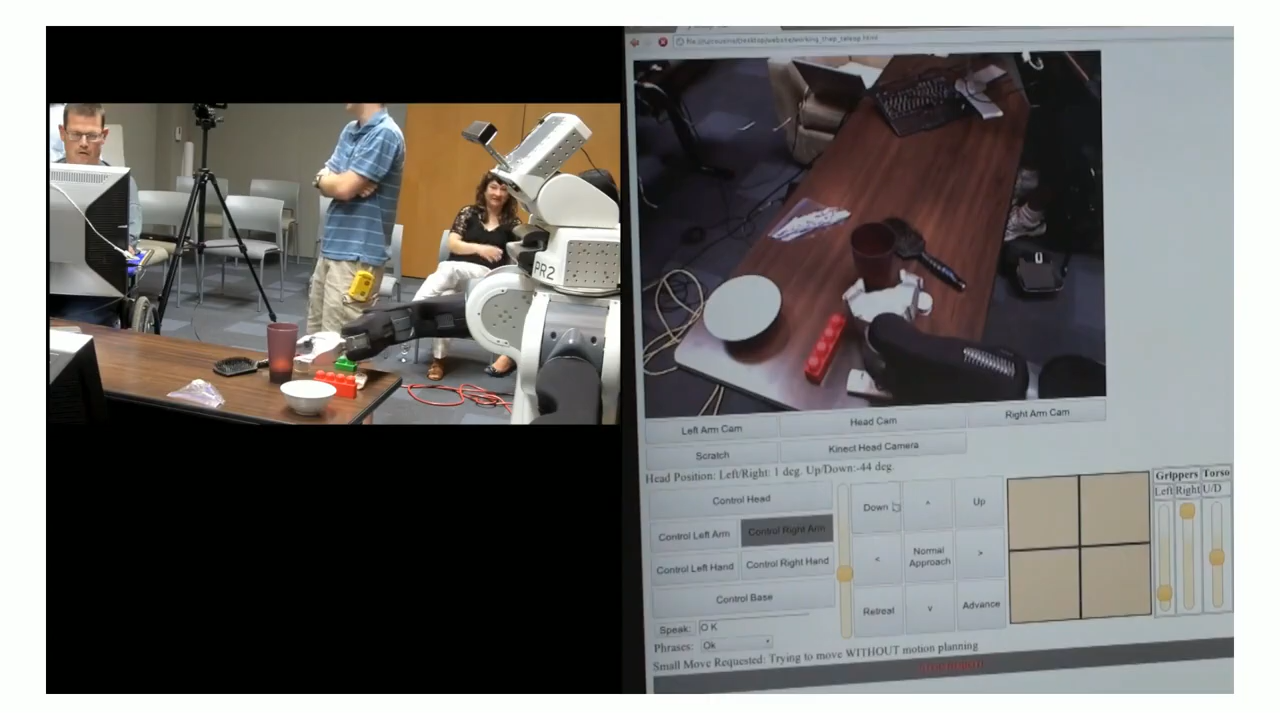 PR2
Left Arm Cam
Head Cam
Right Arm Cam
Scratch
Kinect Head Camera
Head Position: Left/Right: 1 deg. Up/Down:-44 deg.
Control Head
Control Left Arm
Control Right Arm
Control Left Hand
Control Right Hand
Control Base
Down
^
Up
<
Normal
Approach
>
Retreat
v
Advance
Grippers
Torso
Left
Right
U/D
Speak:
O K
Phrases:
Ok
Small Move Requested: Trying to move WITHOUT motion planning